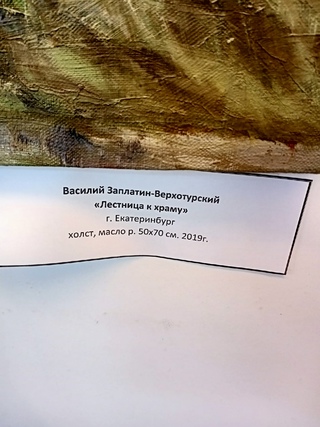 Василий Заплатин-Верхотурский
«Лестница к храму»
г. Екатеринбург
холст, масло р. 50х70 см. 2019г.